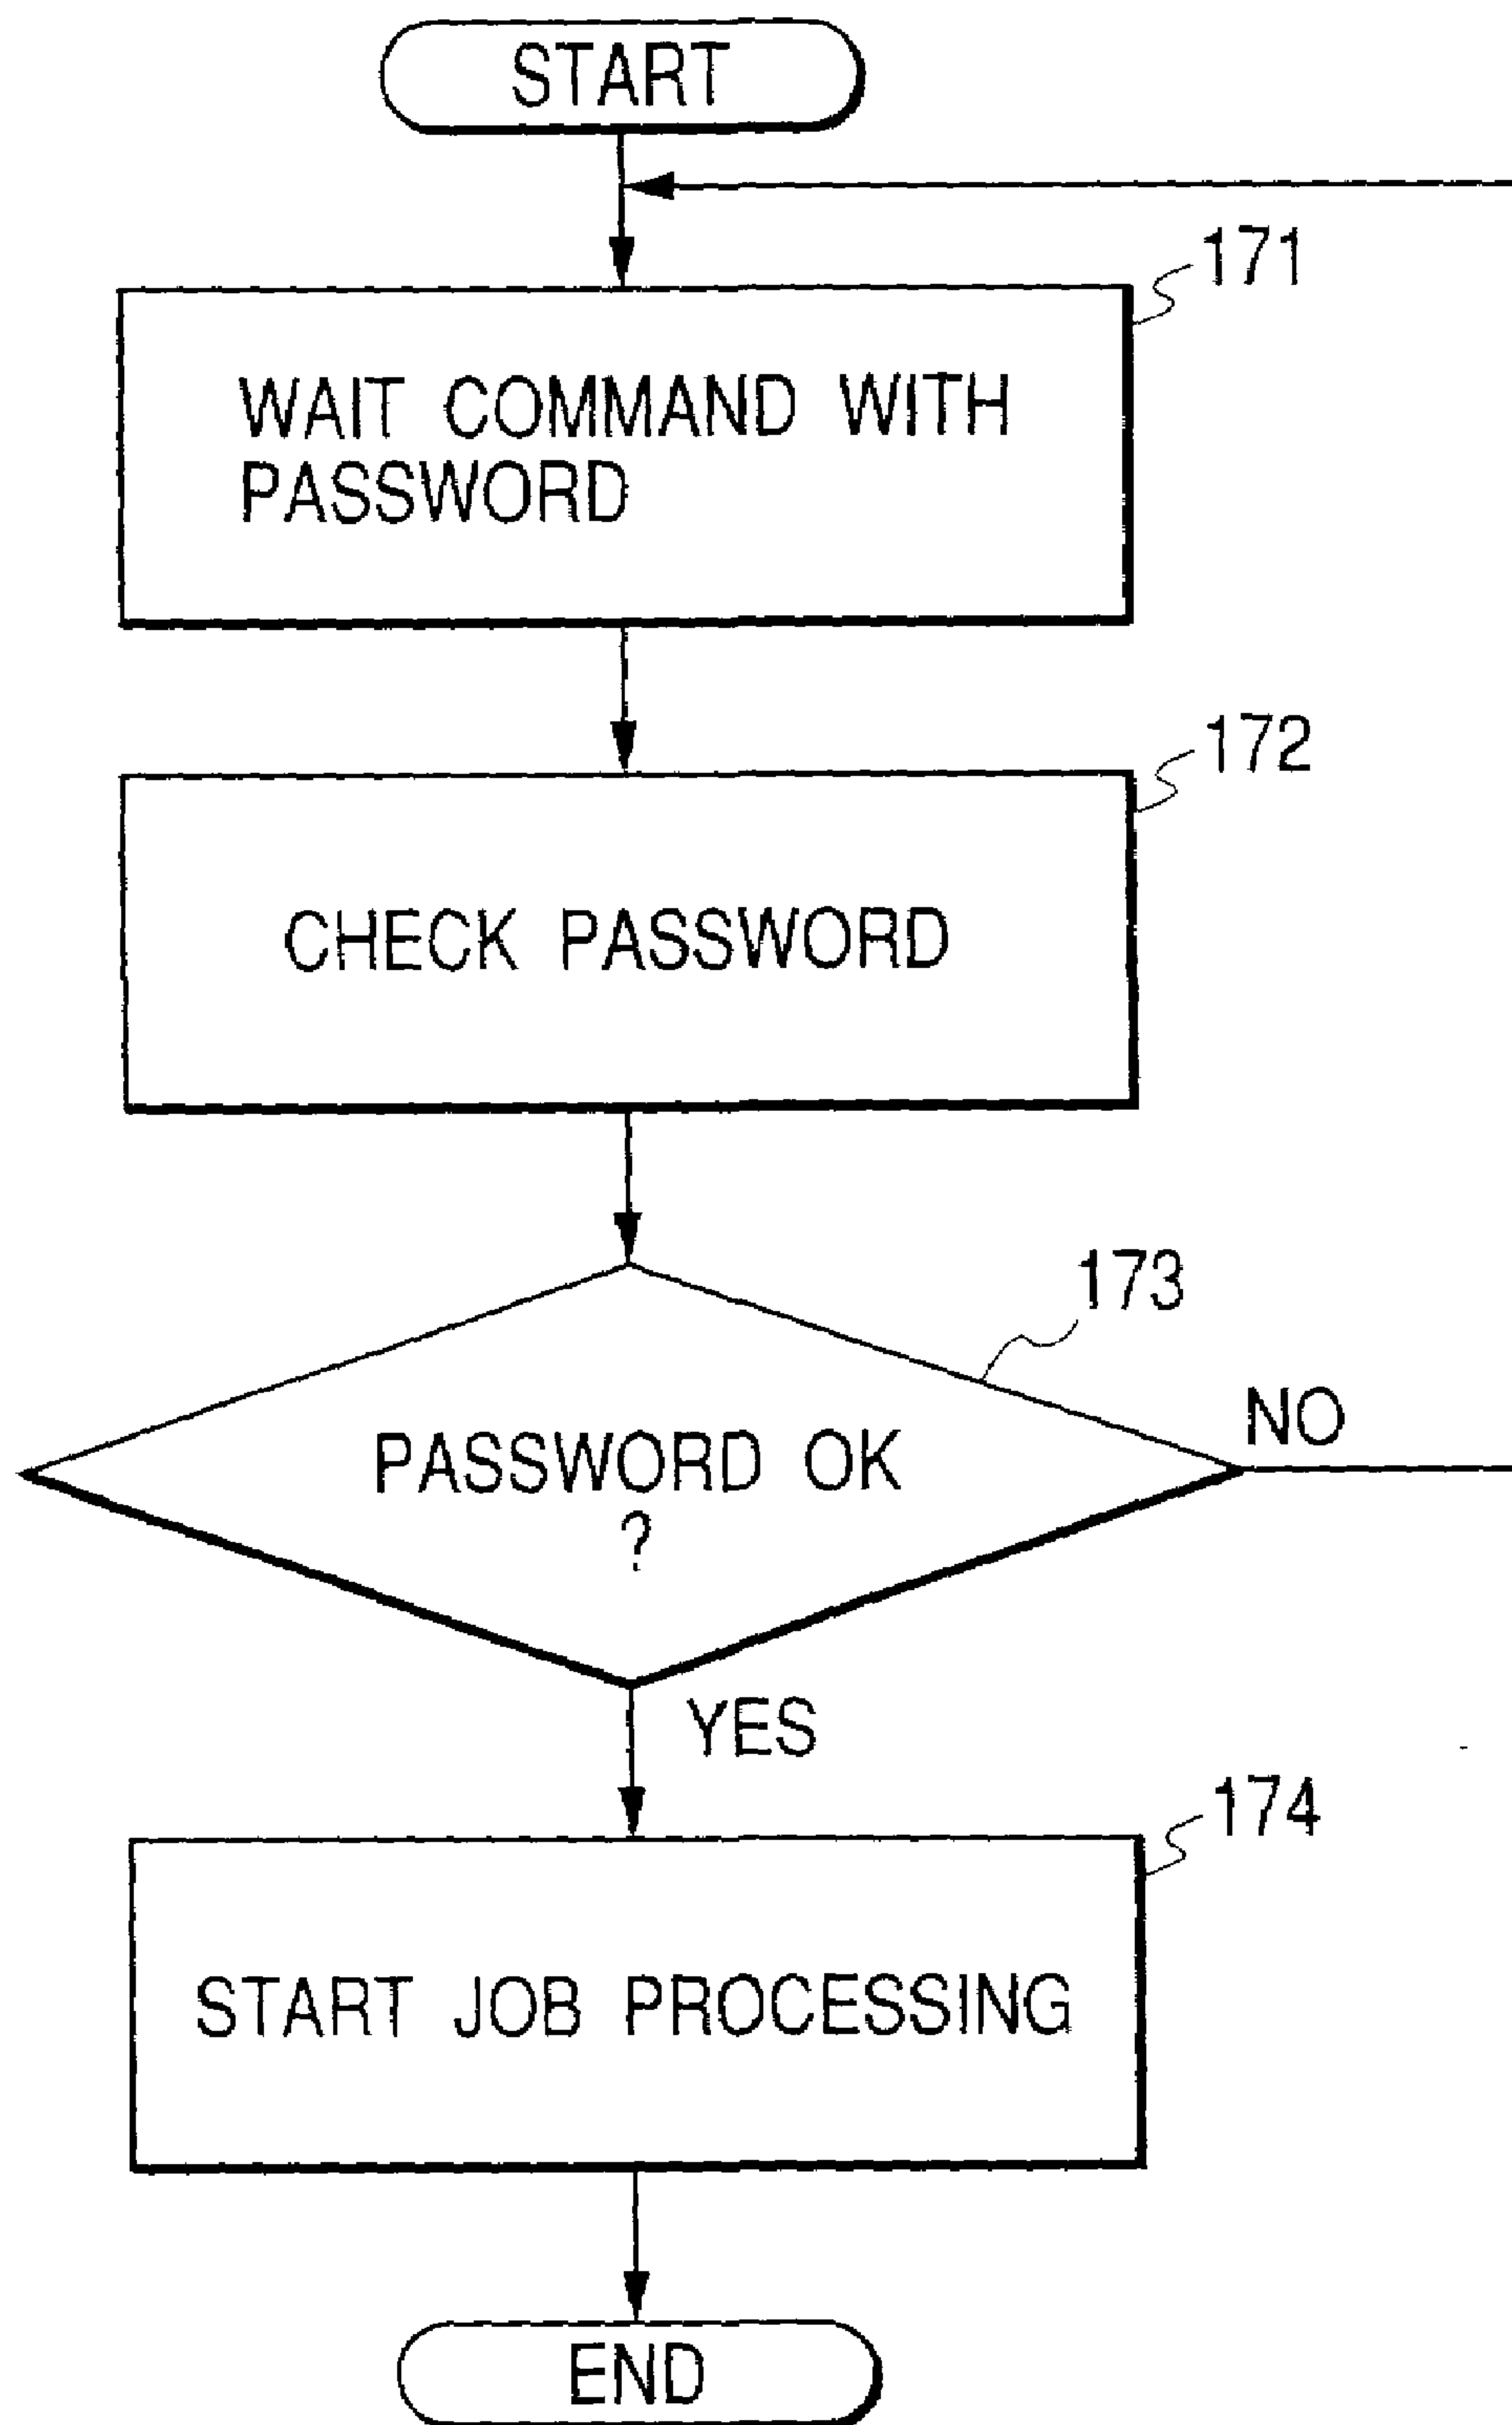 START
171
WAIT COMMAND WITH
PASSWORD
172
CHECK PASSWORD
173
NO
PASSWORD OK
?
YES
174
START JOB PROCESSING
END